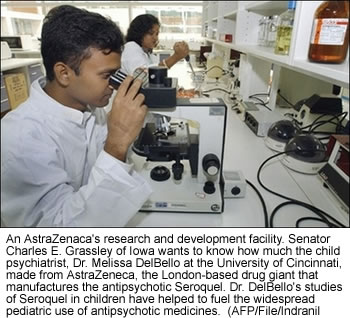 An AstraZenaca's research and development facility. Senator
Charles E. Grassley of Iowa wants to know how much the child
psychiatrist, Dr. Melissa DelBello at the University of Cincinnati,
made from AstraZeneca, the London-based drug giant that
manufactures the antipsychotic Seroquel. Dr. DelBello's studies
of Seroquel in children have helped to fuel the widespread
pediatric use of antipsychotic medicines. (AFP/File/Indranil